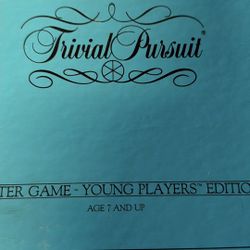 Trivial Pursuit®
TER GAME - YOUNG PLAYERS™ EDITIO
AGE 7 AND UP